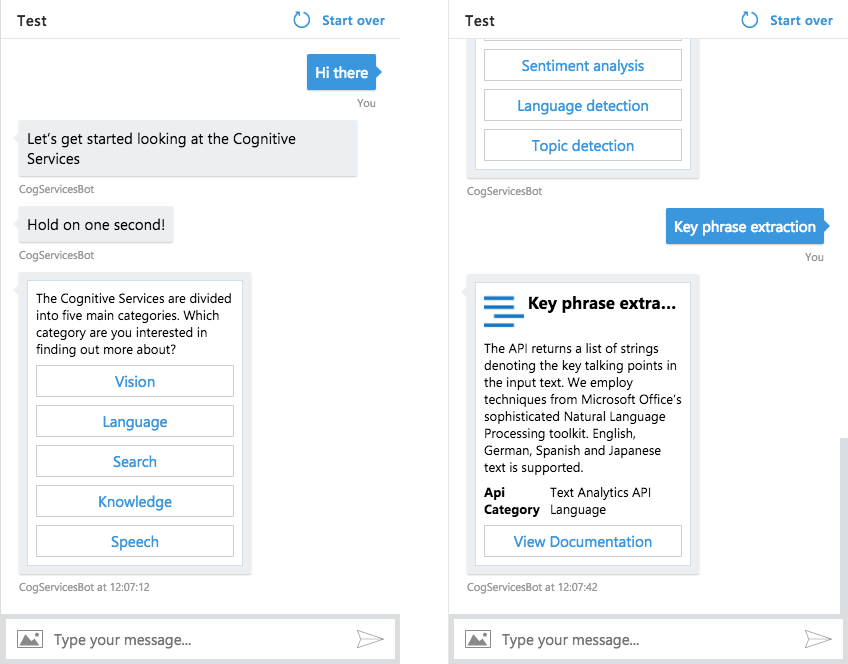 Test
Start over
Hi there
You
Let's get started looking at the Cognitive
Services
CogServicesBot
Hold on one second!
CogServicesBot
The Cognitive Services are divided
into five main categories. Which
category are you interested in
finding out more about?
Vision
Language
Search
Knowledge
Speech
CogServicesBot at 12:07:12
Type your message...
Test
Start over
Sentiment analysis
Language detection
Topic detection
CogServicesBot
Key phrase extraction
You
Key phrase extra...
The API returns a list of strings
denoting the key talking points in
the input text. We employ
techniques from Microsoft Office's
sophisticated Natural Language
Processing toolkit. English,
German, Spanish and Japanese
text is supported.
Api Text Analytics API
Category Language
View Documentation
CogServicesBot at 12:07:42
Type your message...